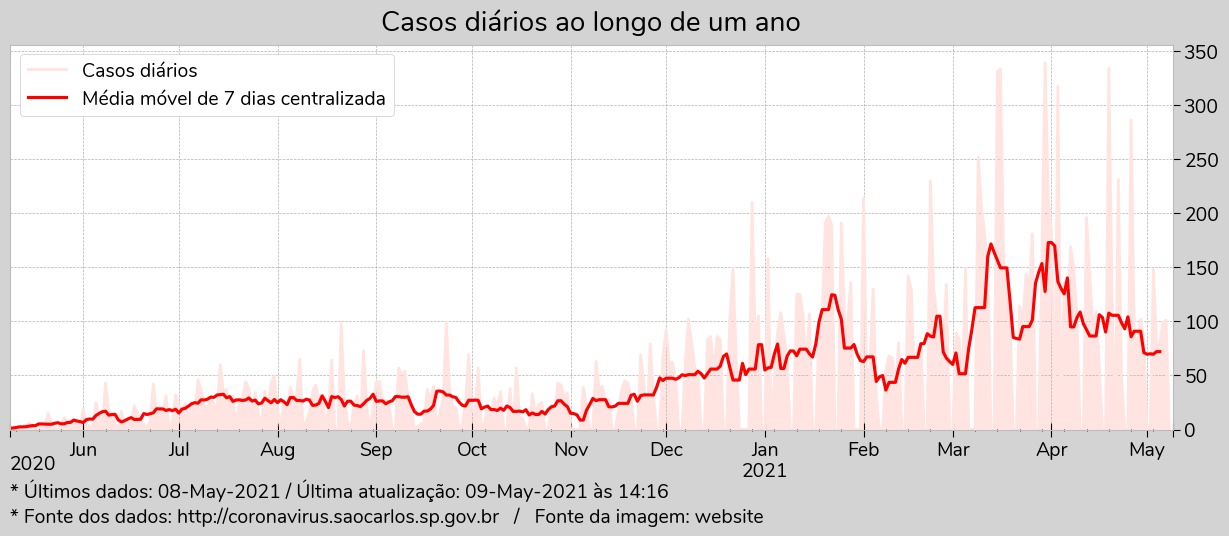 Casos diários ao longo de um ano
Casos diários
Média móvel de 7 dias centralizada
350
300
250
200
150
100
50
0
Jun Jul Aug Sep Oct Nov Dec Jan Feb Mar Apr May
2020 2021
* Últimos dados: 08-May-2021 / Última atualização: 09-May-2021 às 14:16
* Fonte dos dados: http://coronavirus.saocarlos.sp.gov.br / Fonte da imagem: website